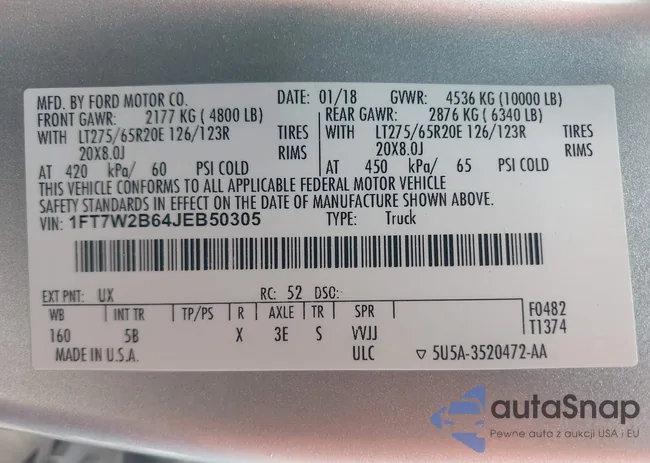 MFD. BY FORD MOTOR CO. DATE: 01/18 GVWR: 4536 KG (10000 LB)
FRONT GAWR: 2177 KG ( 4800 LB) REAR GAWR: 2876 KG ( 6340 LB)
WITH LT275/65R20E 126/123R TIRES WITH LT275/65R20E 126/123R TIRES
20X8.0J RIMS 20X8.0J RIMS
AT 420 kPa/ 60 PSI COLD AT 450 kPa/ 65 PSI COLD
THIS VEHICLE CONFORMS TO ALL APPLICABLE FEDERAL MOTOR VEHICLE
SAFETY STANDARDS IN EFFECT ON THE DATE OF MANUFACTURE SHOWN ABOVE.
VIN: 1FT7W2B64JEB50305 TYPE: Truck
EXT PNT: UX RC: 52 DSO:
WB INT TR TP/PS R AXLE TR SPR F0482
160 5B X 3E S VVJJ T1374
MADE IN U.S.A. ULC ▽ 5U5A-3520472-AA
autaSnap
Pewne auta z aukcji USA i EU